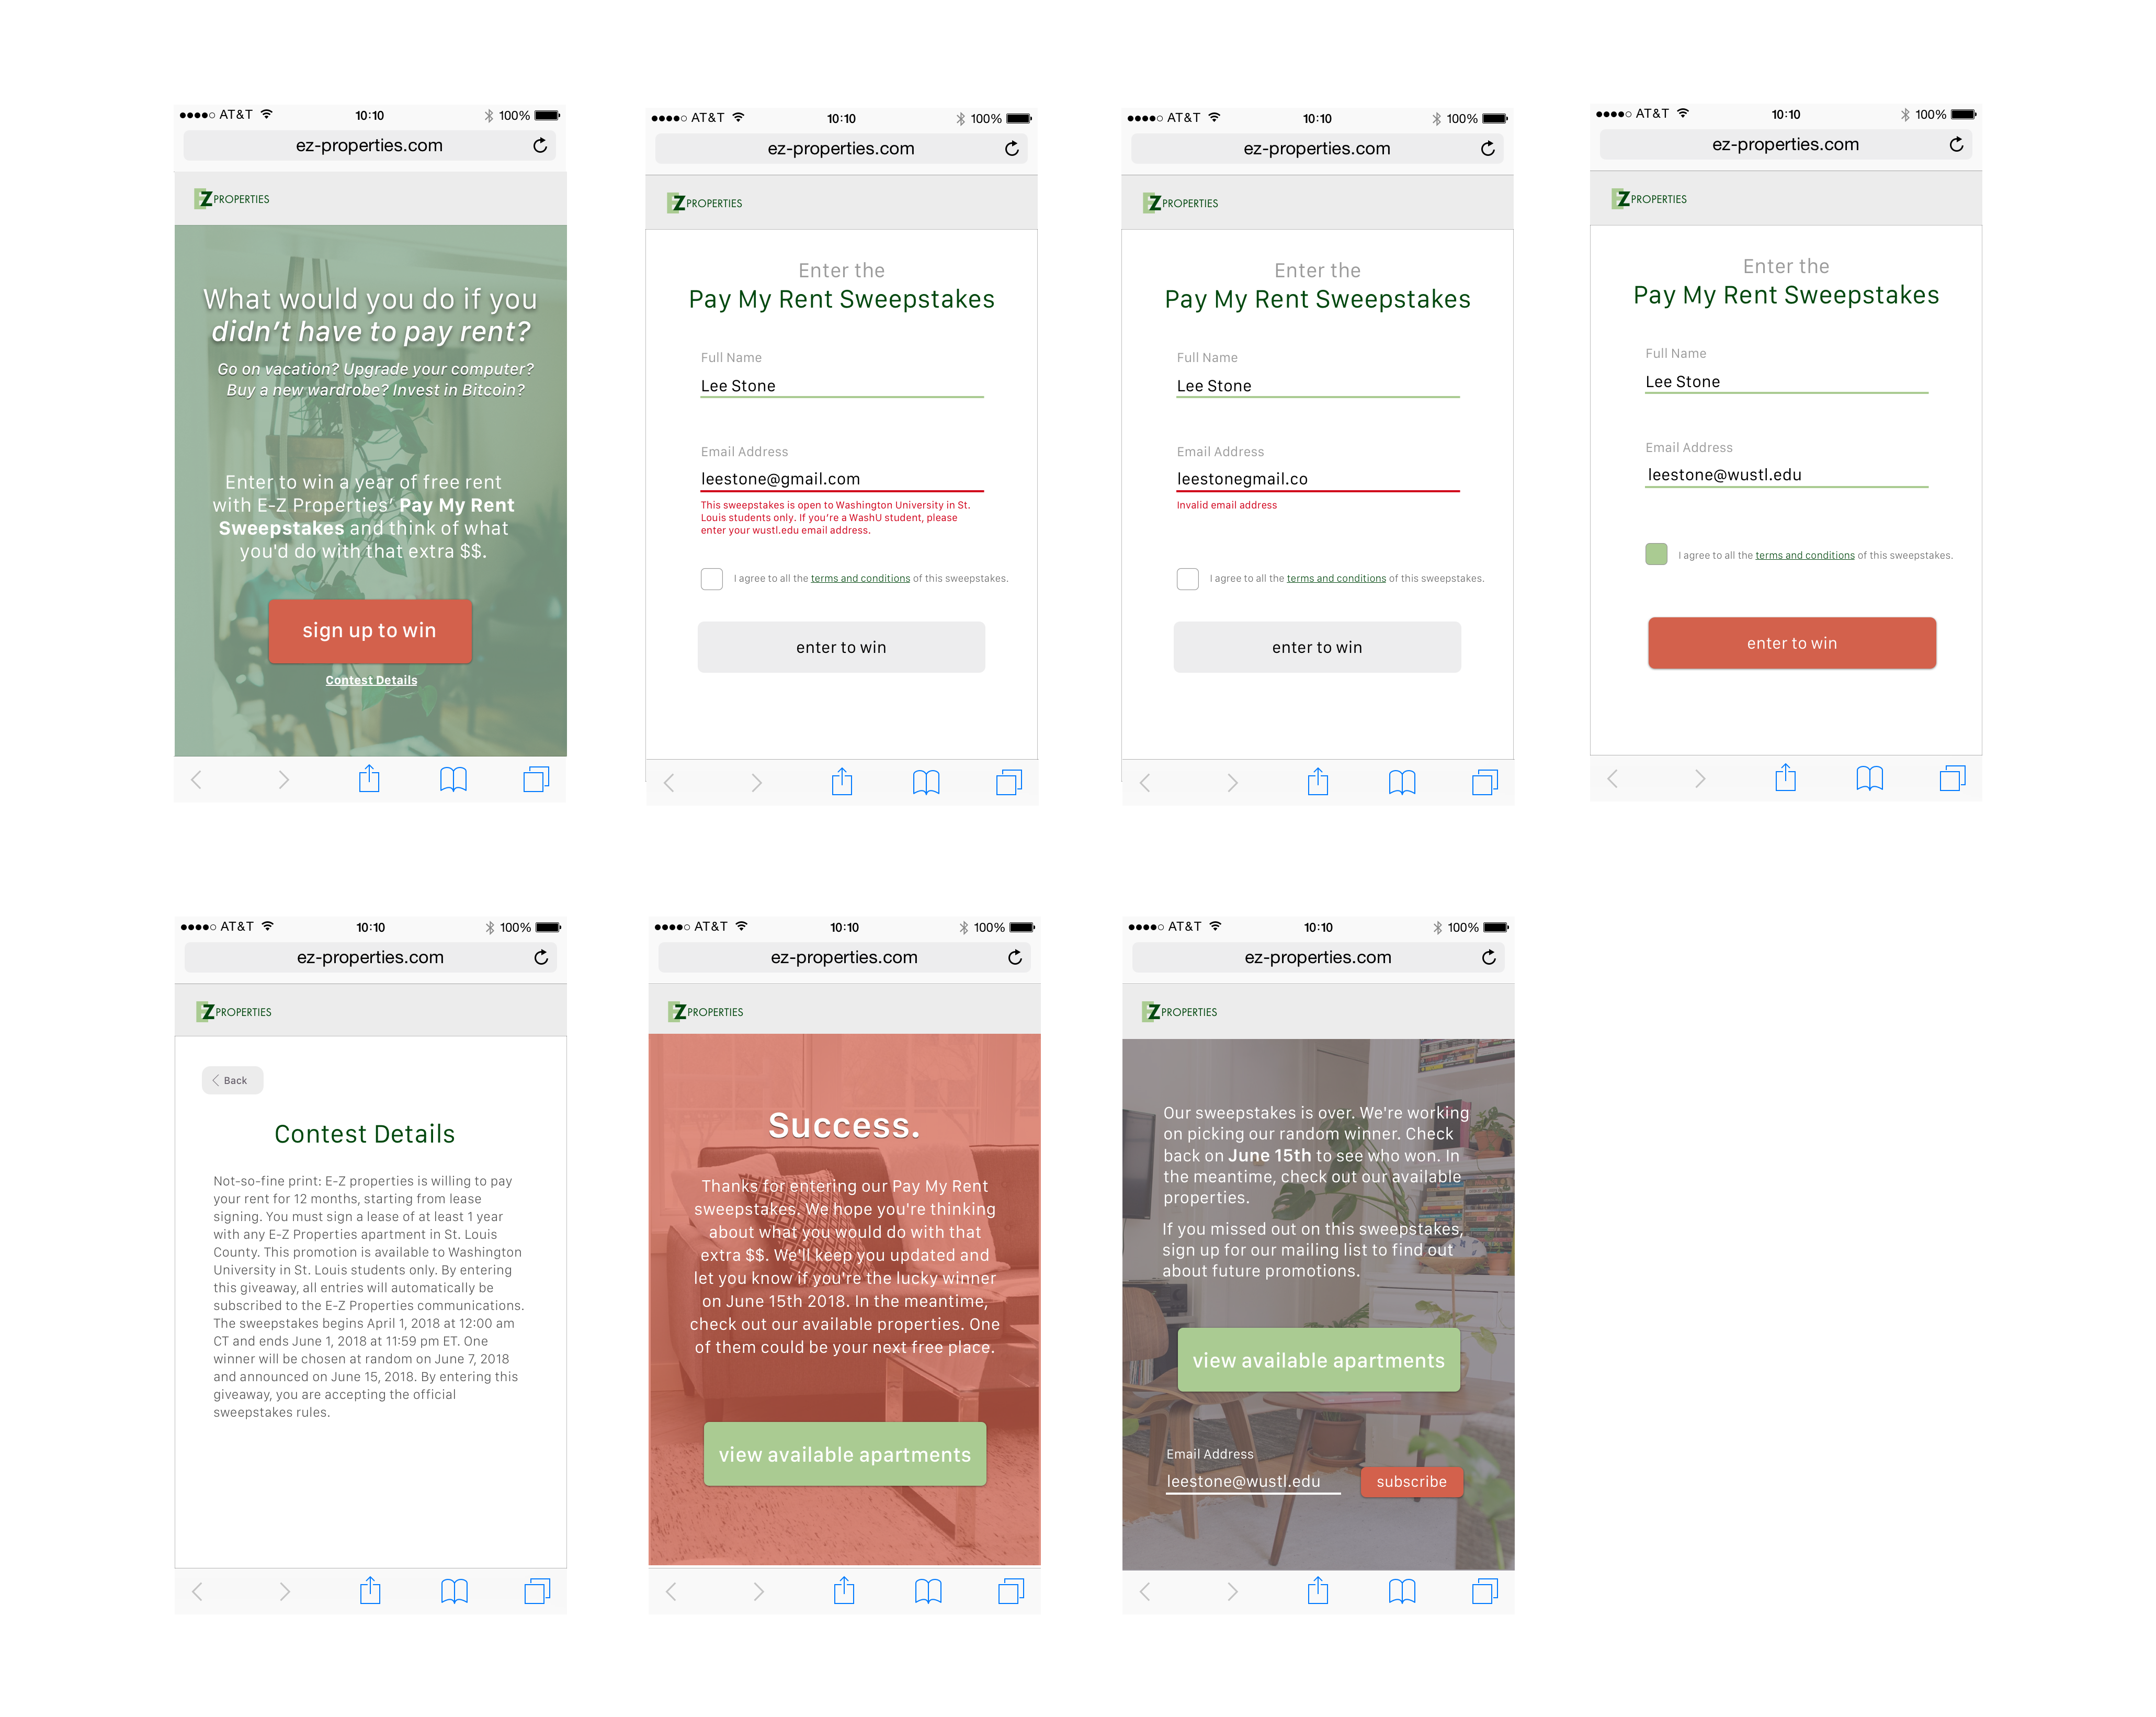 AT&T 10:10 100%
ez-properties.com
EZ PROPERTIES
What would you do if you
didn't have to pay rent?
Go on vacation? Upgrade your computer?
Buy a new wardrobe? Invest in Bitcoin?
Enter to win a year of free rent
with E-Z Properties' Pay My Rent
Sweepstakes and think of what
you'd do with that extra $$.
sign up to win
Contest Details
AT&T 10:10 100%
ez-properties.com
EZ PROPERTIES
Enter the
Pay My Rent Sweepstakes
Full Name
Lee Stone
Email Address
leestone@gmail.com
This sweepstakes is open to Washington University in St.
Louis students only. If you're a WashU student, please
enter your wustl.edu email address.
I agree to all the terms and conditions of this sweepstakes.
enter to win
AT&T 10:10 100%
ez-properties.com
EZ PROPERTIES
Enter the
Pay My Rent Sweepstakes
Full Name
Lee Stone
Email Address
leestonegmail.co
Invalid email address
I agree to all the terms and conditions of this sweepstakes.
enter to win
AT&T 10:10 100%
ez-properties.com
EZ PROPERTIES
Enter the
Pay My Rent Sweepstakes
Full Name
Lee Stone
Email Address
leestone@wustl.edu
I agree to all the terms and conditions of this sweepstakes.
enter to win
AT&T 10:10 100%
ez-properties.com
EZ PROPERTIES
Back
Contest Details
Not-so-fine print: E-Z properties is willing to pay
your rent for 12 months, starting from lease
signing. You must sign a lease of at least 1 year
with any E-Z Properties apartment in St. Louis
County. This promotion is available to Washington
University in St. Louis students only. By entering
this giveaway, all entries will automatically be
subscribed to the E-Z Properties communications.
The sweepstakes begins April 1, 2018 at 12:00 am
CT and ends June 1, 2018 at 11:59 pm ET. One
winner will be chosen at random on June 7, 2018
and announced on June 15, 2018. By entering this
giveaway, you are accepting the official
sweepstakes rules.
AT&T 10:10 100%
ez-properties.com
EZ PROPERTIES
Success.
Thanks for entering our Pay My Rent
sweepstakes. We hope you're thinking
about what you would do with that
extra $$. We'll keep you updated and
let you know if you're the lucky winner
on June 15th 2018. In the meantime,
check out our available properties. One
of them could be your next free place.
view available apartments
AT&T 10:10 100%
ez-properties.com
EZ PROPERTIES
Our sweepstakes is over. We're working
on picking our random winner. Check
back on June 15th to see who won. In
the meantime, check out our available
properties.
If you missed out on this sweepstakes,
sign up for our mailing list to find out
about future promotions.
view available apartments
Email Address
leestone@wustl.edu
subscribe